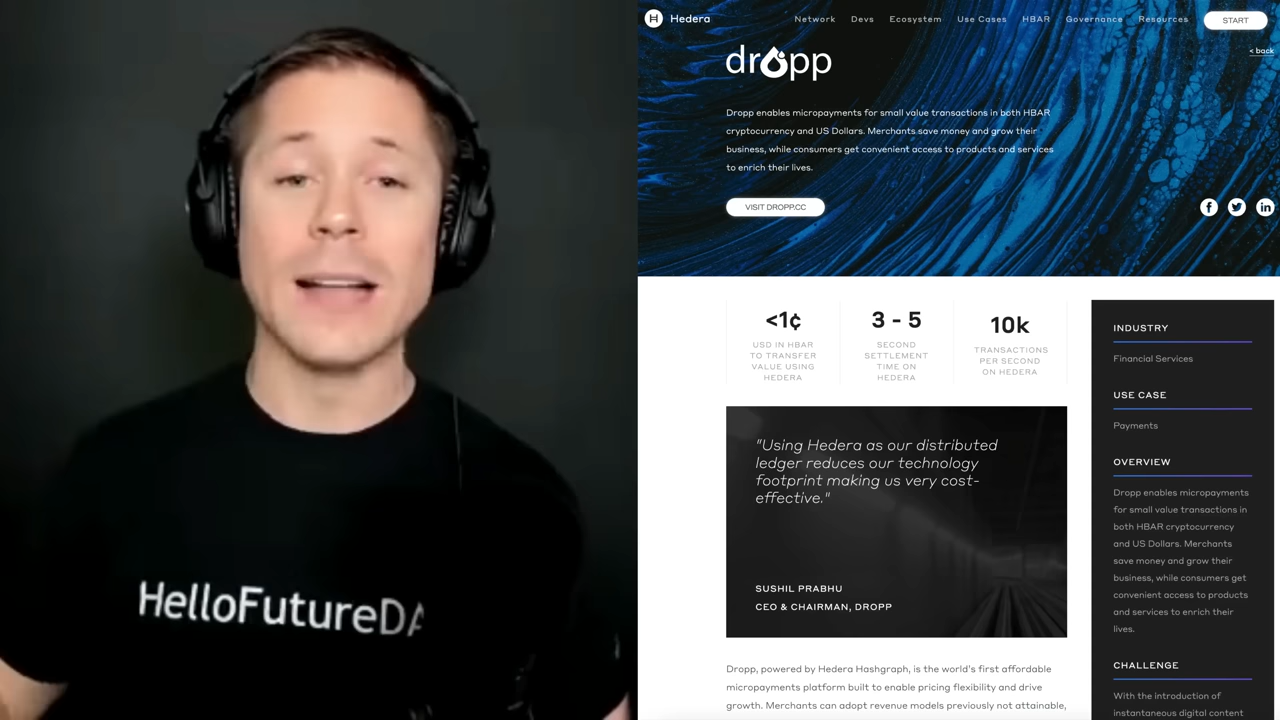 HelloFutureDA
Hedera
Network Devs Ecosystem Use Cases HBAR Governance Resources START
< back
dropp
Dropp enables micropayments for small value transactions in both HBAR
cryptocurrency and US Dollars. Merchants save money and grow their
business, while consumers get convenient access to products and services
to enrich their lives.
VISIT DROPP.CC
<1¢
USD IN HBAR
TO TRANSFER
VALUE USING
HEDERA
3 - 5
SECOND
SETTLEMENT
TIME ON
HEDERA
10k
TRANSACTIONS
PER SECOND
ON HEDERA
"Using Hedera as our distributed
ledger reduces our technology
footprint making us very cost-
effective."
SUSHIL PRABHU
CEO & CHAIRMAN, DROPP
Dropp, powered by Hedera Hashgraph, is the world's first affordable
micropayments platform built to enable pricing flexibility and drive
growth. Merchants can adopt revenue models previously not attainable,
INDUSTRY
Financial Services
USE CASE
Payments
OVERVIEW
Dropp enables micropayments
for small value transactions in
both HBAR cryptocurrency
and US Dollars. Merchants
save money and grow their
business, while consumers get
convenient access to products
and services to enrich their
lives.
CHALLENGE
With the introduction of
instantaneous digital content